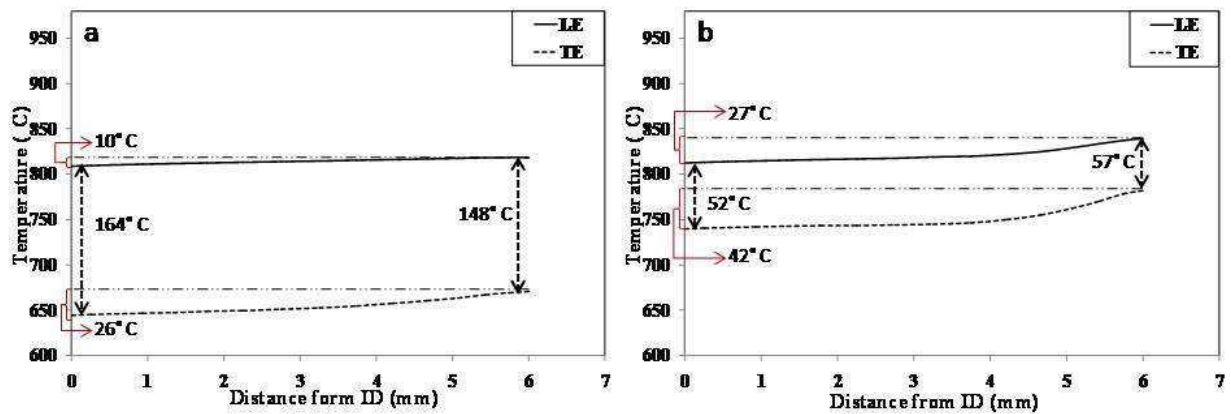 a
LE
TE
950
900
850
800
750
700
650
600
Temperature (_C)
10°C
164°C
148°C
26°C
0 1 2 3 4 5 6 7
Distance form ID (mm)
b
LE
TE
950
900
850
800
750
700
650
600
Temperature (_C)
27°C
52°C
57°C
42°C
0 1 2 3 4 5 6 7
Distance from ID (mm)